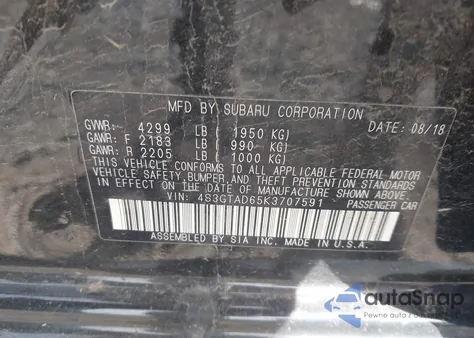 MFD BY SUBARU CORPORATION
DATE: 08/18
GVWR: 4299 LB ( 1950 KG)
GAWR: F 2183 LB ( 990 KG)
GAWR: R 2205 LB ( 1000 KG)
THIS VEHICLE CONFORMS TO ALL APPLICABLE FEDERAL MOTOR
VEHICLE SAFETY, BUMPER, AND THEFT PREVENTION STANDARDS
IN EFFECT ON THE DATE OF MANUFACTURE SHOWN ABOVE.
VIN: 4S3GTAD65K3707591 PASSENGER CAR
ASSEMBLED BY SIA INC. MADE IN U.S.A.
autoSnap
Pewne auto z USA